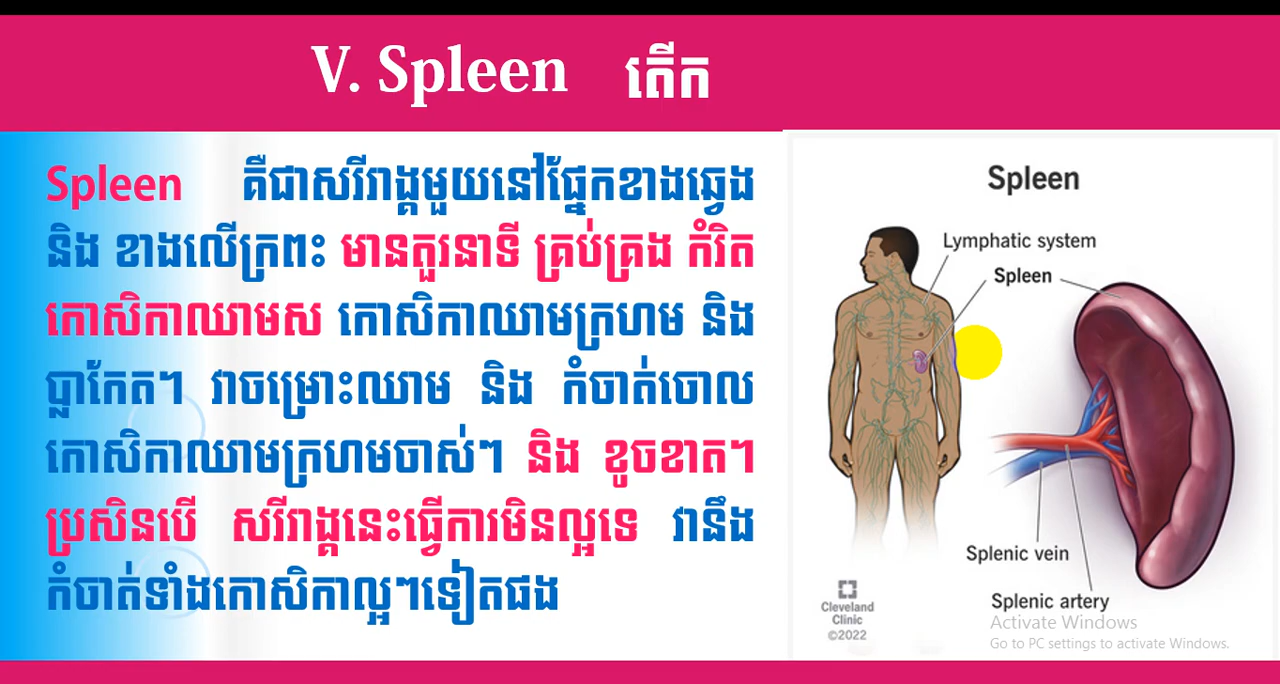 V. Spleen តើក
Spleen គឺជាសរីរាង្គមួយនៅផ្នែកខាងឆ្វេង
និង ខាងលើក្រពះ មានតួរនាទី គ្រប់គ្រង កំរិត
កោសិកាឈាមស កោសិកាឈាមក្រហម និង
ប្លាកែត។ វាចម្រោះឈាម និង កំចាត់ចោល
កោសិកាឈាមក្រហមចាស់ៗ និង ខូចខាត។
ប្រសិនបើ សរីរាង្គនេះធ្វើការមិនល្អទេ វានឹង
កំចាត់ទាំងកោសិកាល្អៗទៀតផង
Spleen
Lymphatic system
Spleen
Splenic vein
Splenic artery
Cleveland
Clinic
©2022
Activate Windows
Go to PC settings to activate Windows.